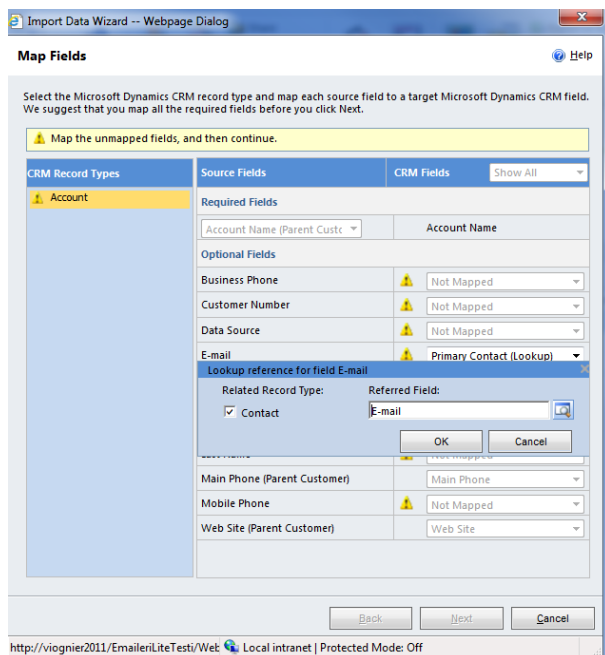 Import Data Wizard -- Webpage Dialog
Map Fields
Help
Select the Microsoft Dynamics CRM record type and map each source field to a target Microsoft Dynamics CRM field.
We suggest that you map all the required fields before you click Next.
Map the unmapped fields, and then continue.
CRM Record Types
Source Fields
CRM Fields
Show All
Account
Required Fields
Account Name (Parent Custo
Account Name
Optional Fields
Business Phone
Not Mapped
Customer Number
Not Mapped
Data Source
Not Mapped
E-mail
Primary Contact (Lookup)
Lookup reference for field E-mail
Related Record Type:
Referred Field:
Contact
E-mail
OK
Cancel
Main Phone (Parent Customer)
Main Phone
Mobile Phone
Not Mapped
Web Site (Parent Customer)
Web Site
Back
Next
Cancel
http://viognier2011/EmaileriLiteTesti/Web
Local intranet | Protected Mode: Off